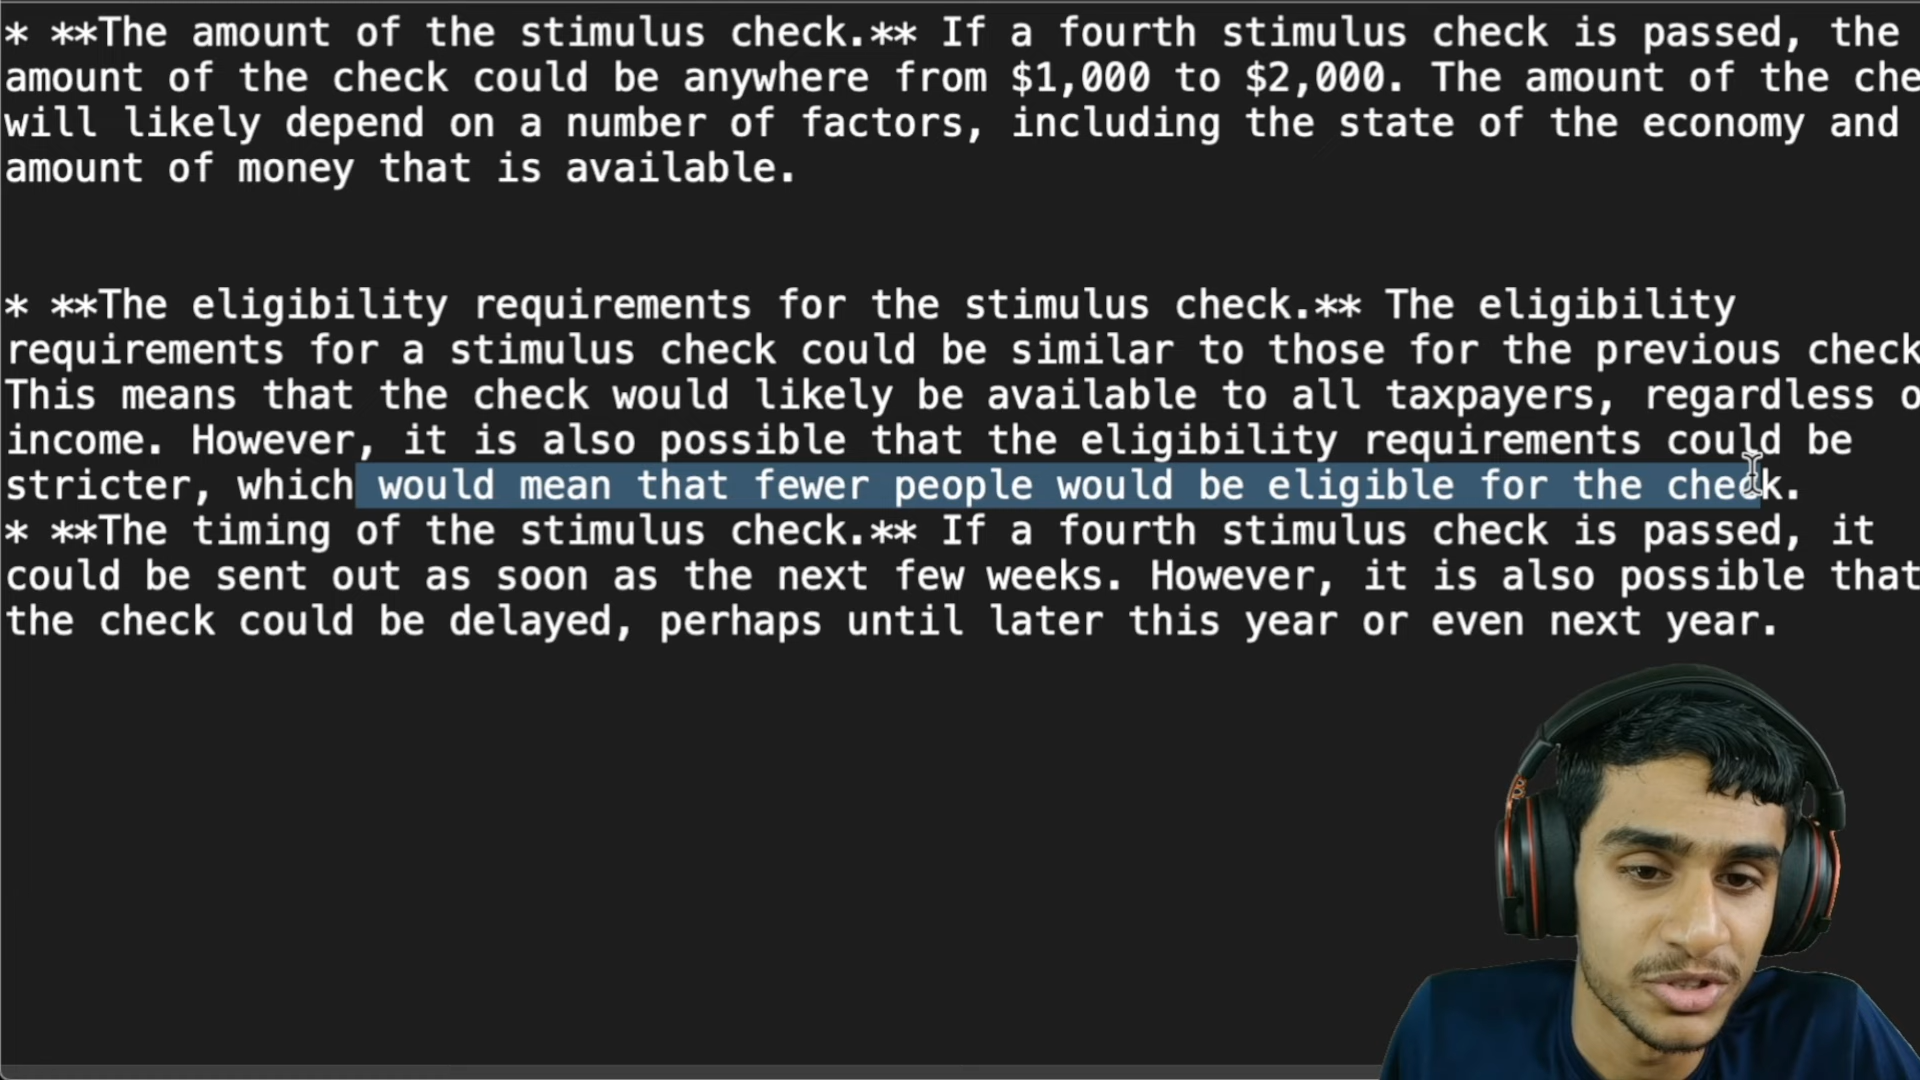 * **The amount of the stimulus check.** If a fourth stimulus check is passed, the
amount of the check could be anywhere from $1,000 to $2,000. The amount of the che
will likely depend on a number of factors, including the state of the economy and
amount of money that is available.
* **The eligibility requirements for the stimulus check.** The eligibility
requirements for a stimulus check could be similar to those for the previous check
This means that the check would likely be available to all taxpayers, regardless o
income. However, it is also possible that the eligibility requirements could be
stricter, which would mean that fewer people would be eligible for the check.
* **The timing of the stimulus check.** If a fourth stimulus check is passed, it
could be sent out as soon as the next few weeks. However, it is also possible that
the check could be delayed, perhaps until later this year or even next year.